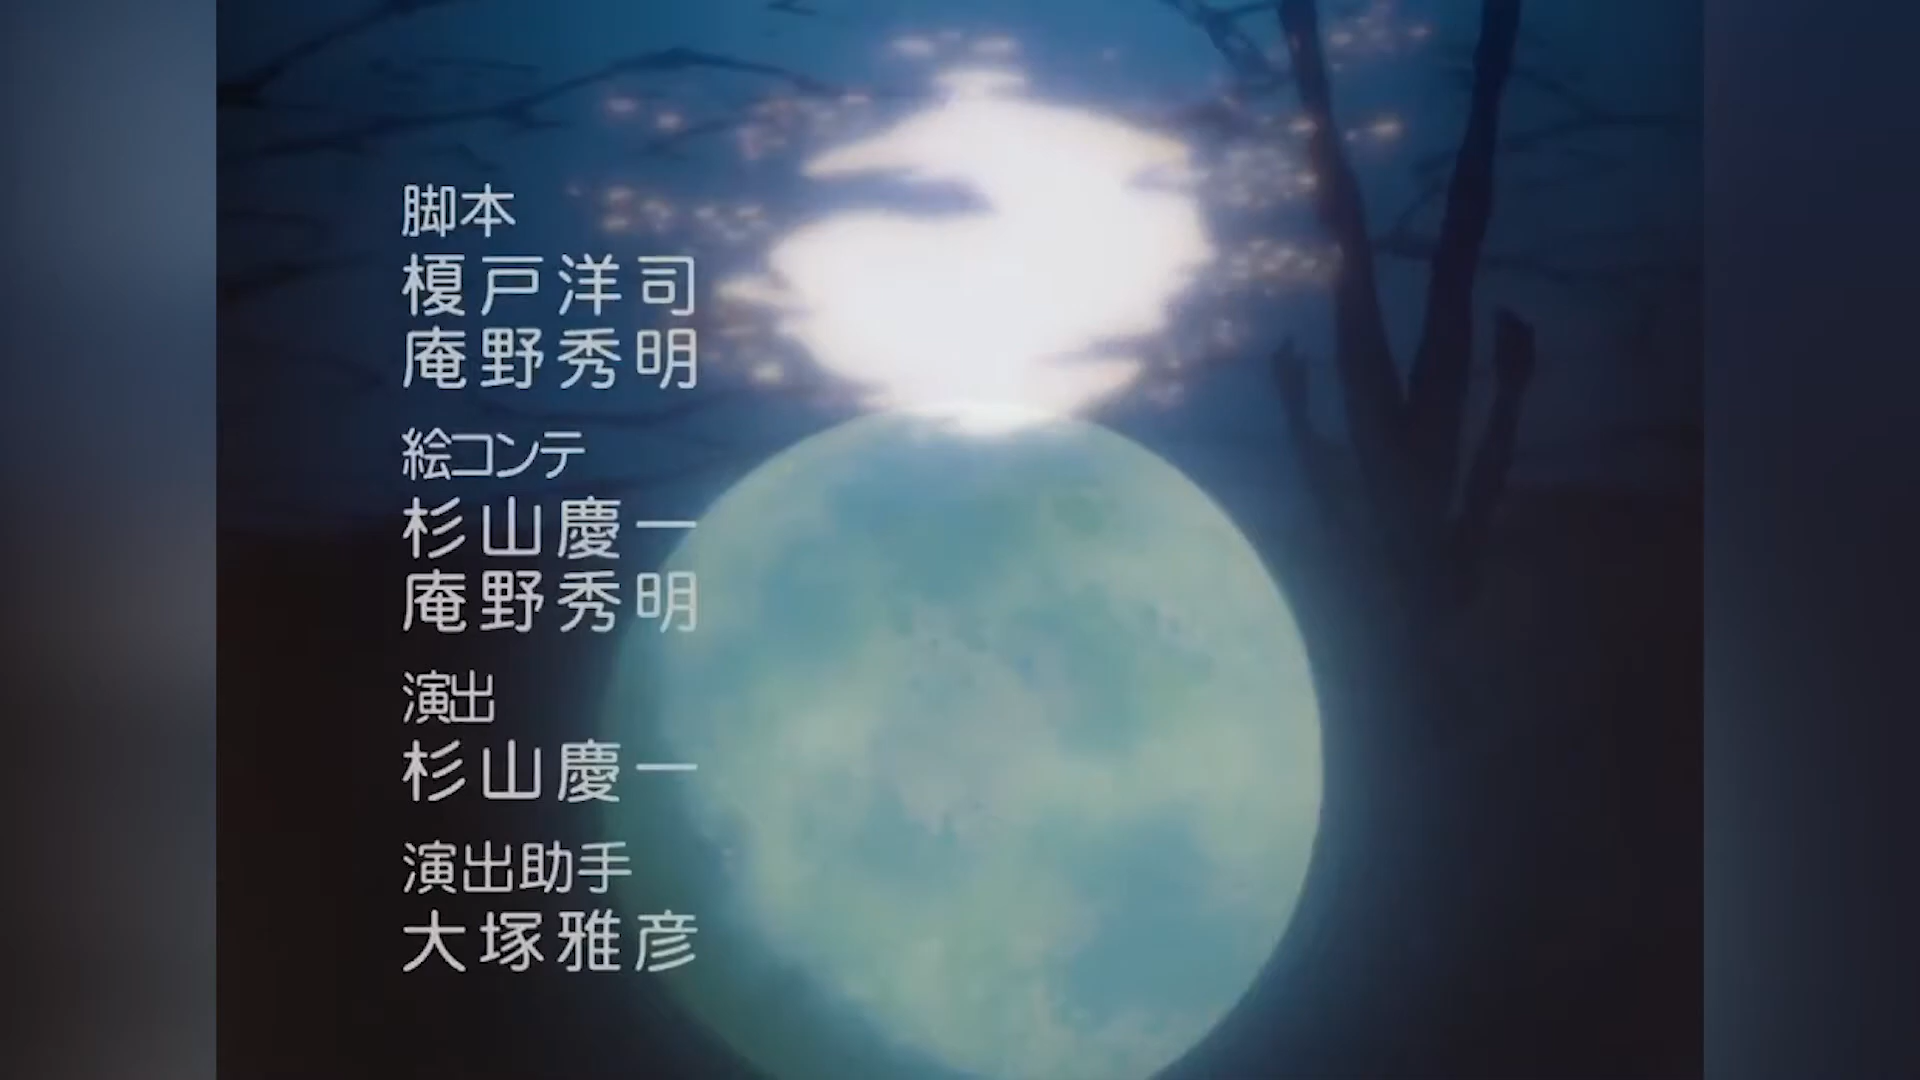 脚本
榎戸洋司
庵野秀明
絵コンテ
杉山慶一
庵野秀明
演出
杉山慶一
演出助手
大塚雅彦